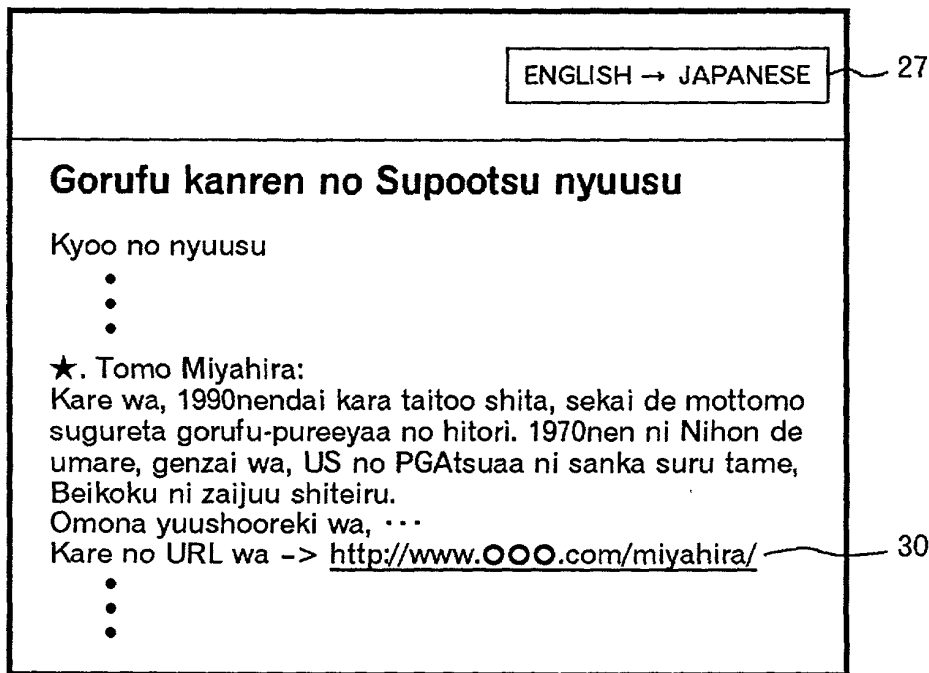 ENGLISH → JAPANESE
27
Gorufu kanren no Supootsu nyuusu
Kyoo no nyuusu
★. Tomo Miyahira:
Kare wa, 1990nendai kara taitoo shita, sekai de mottomo
sugureta gorufu-pureeyaa no hitori. 1970nen ni Nihon de
umare, genzai wa, US no PGAtsuaa ni sanka suru tame,
Beikoku ni zaijuu shiteiru.
Omona yuushooreki wa, ···
Kare no URL wa –> http://www.○○○.com/miyahira/
30